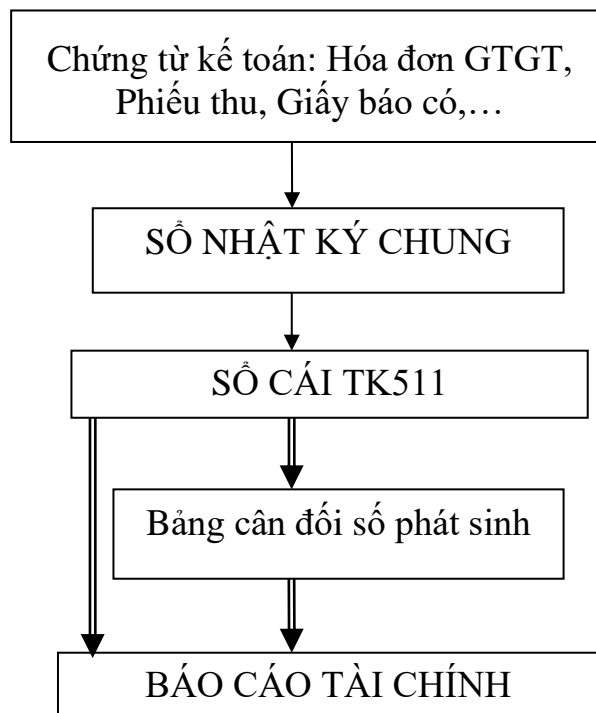 Chứng từ kế toán: Hóa đơn GTGT,
Phiếu thu, Giấy báo có,…
SỔ NHẬT KÝ CHUNG
SỔ CÁI TK511
Bảng cân đối số phát sinh
BÁO CÁO TÀI CHÍNH